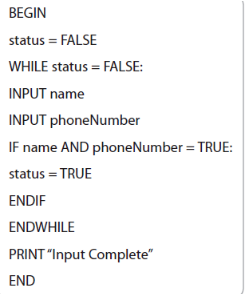 BEGIN
status = FALSE
WHILE status = FALSE:
INPUT name
INPUT phoneNumber
IF name AND phoneNumber = TRUE:
status = TRUE
ENDIF
ENDWHILE
PRINT “Input Complete”
END